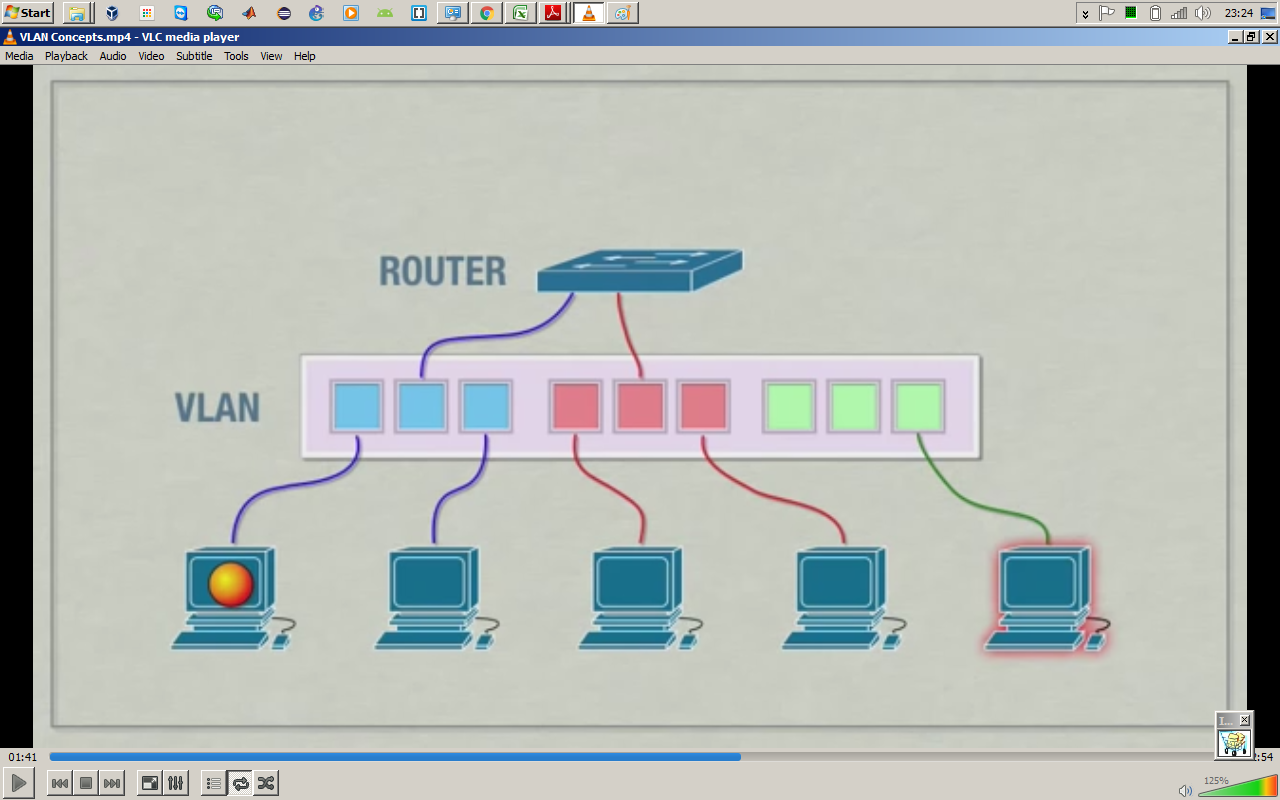 Start
23:24
VLAN Concepts.mp4 - VLC media player
Media Playback Audio Video Subtitle Tools View Help
ROUTER
VLAN
I...
01:41
:54
125%